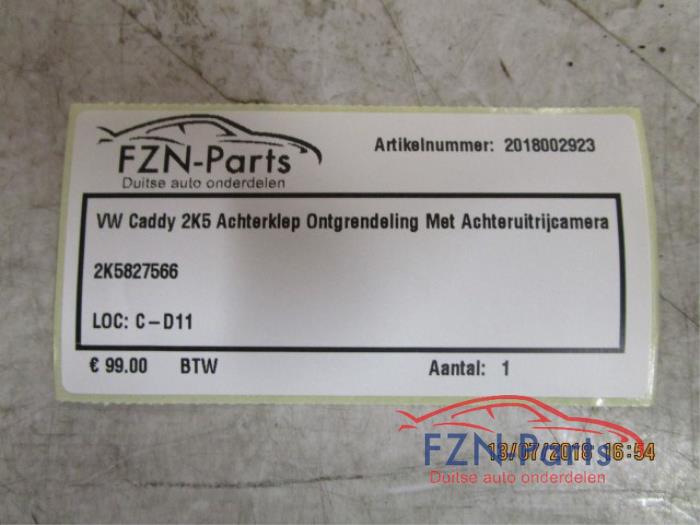 FZN-Parts
Duitse auto onderdelen
Artikelnummer: 2018002923
VW Caddy 2K5 Achterklep Ontgrendeling Met Achteruitrijcamera
2K5827566
LOC: C-D11
€ 99.00 BTW Aantal: 1
13/07/2018 16:54
FZN-Parts
Duitse auto onderdelen